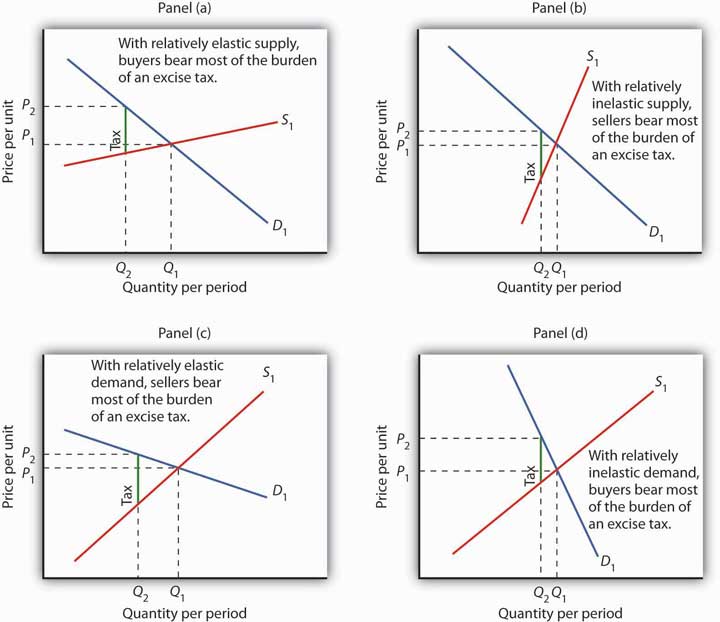 Panel (a)
With relatively elastic supply,
buyers bear most of the burden
of an excise tax.
Price per unit
P2
P1
Tax
S1
D1
Q2 Q1
Quantity per period
Panel (b)
S1
With relatively
inelastic supply,
sellers bear most
of the burden of
an excise tax.
Price per unit
P2
P1
Tax
D1
Q2 Q1
Quantity per period
Panel (c)
With relatively elastic
demand, sellers bear
most of the burden
of an excise tax.
S1
Price per unit
P2
P1
Tax
D1
Q2 Q1
Quantity per period
Panel (d)
S1
Price per unit
P2
P1
Tax
With relatively
inelastic demand,
buyers bear most
of the burden of
an excise tax.
D1
Q2 Q1
Quantity per period